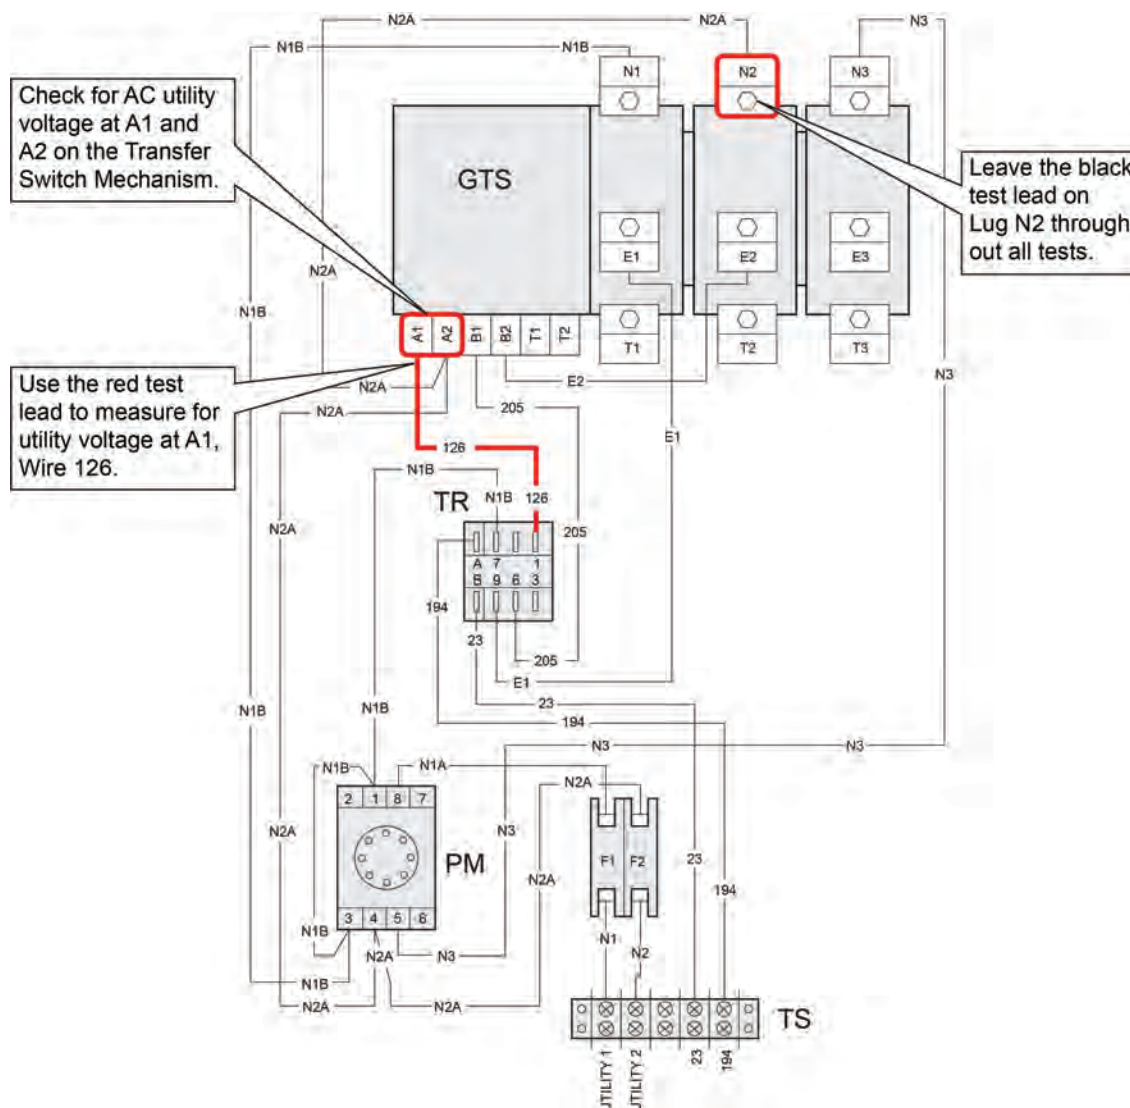 N2A
N2A
N3
N1B
N1B
N1
N2
N3
Check for AC utility
voltage at A1 and
A2 on the Transfer
Switch Mechanism.
GTS
Leave the black
test lead on
Lug N2 through
out all tests.
E1
E2
E3
N2A
N1B
A1
A2
B1
B2
T1
T2
T1
T2
T3
Use the red test
lead to measure for
utility voltage at A1,
Wire 126.
N2A
E2
N3
N2A
205
E1
126
N1B
TR
N1B
126
N2A
205
A
7
1
B
9
6
3
194
23
205
E1
N1B
N1B
23
194
N3
N3
N1B
N1A
N2A
2
1
8
7
N2A
N3
PM
F1
F2
23
N2A
194
3
4
5
6
N1B
N1
N2A
N3
N2
N1B
N2A
N2A
TS
UTILITY 1
UTILITY 2
23
194